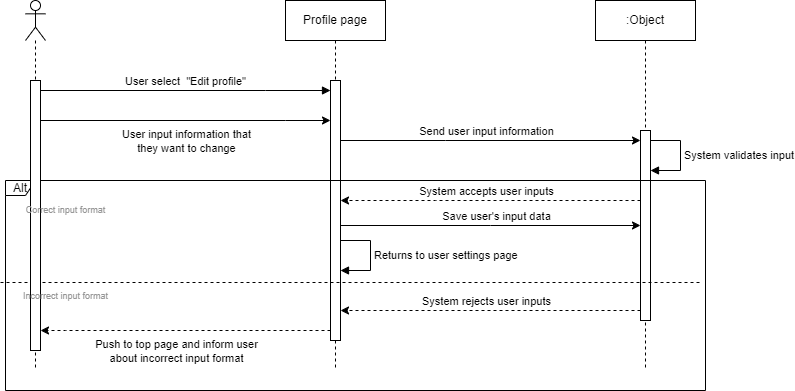 Profile page
:Object
User select "Edit profile"
User input information that
they want to change
Send user input information
System validates input
Alt
System accepts user inputs
Correct input format
Save user's input data
Returns to user settings page
Incorrect input format
System rejects user inputs
Push to top page and inform user
about incorrect input format